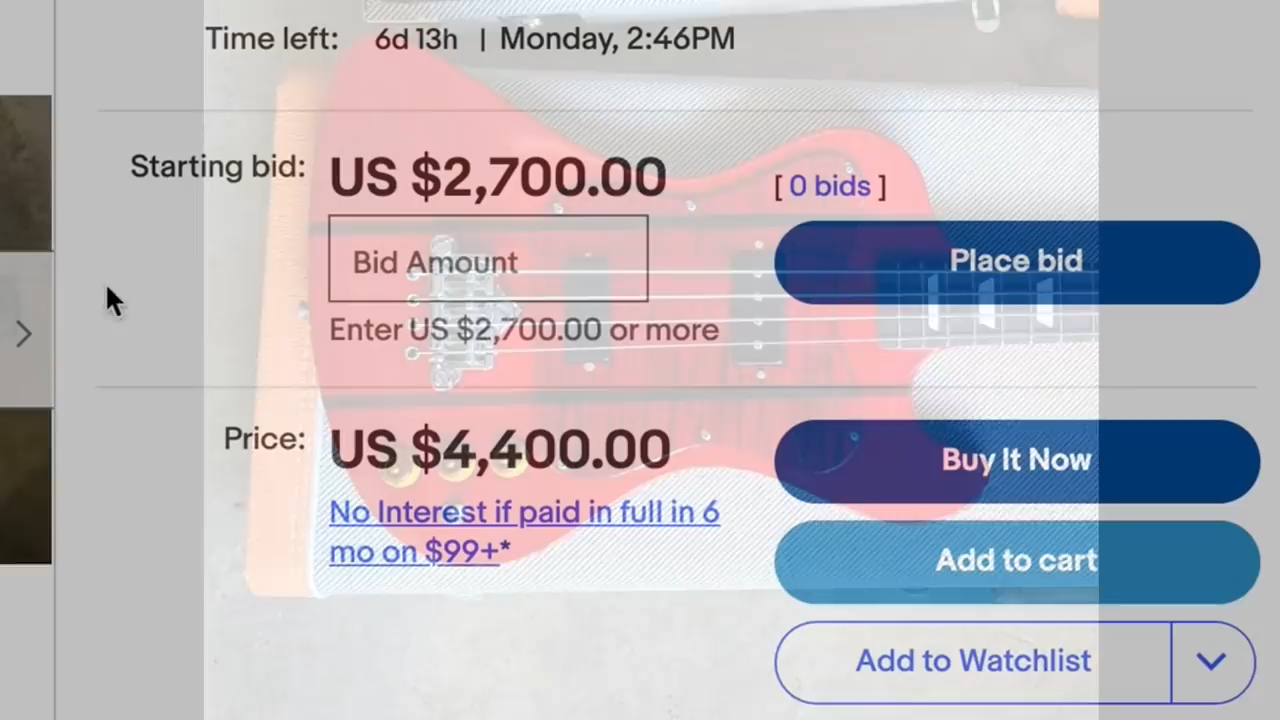 Time left: 6d 13h | Monday, 2:46PM
Starting bid: US $2,700.00 [ 0 bids ]
Bid Amount Place bid
Enter US $2,700.00 or more
Price: US $4,400.00 Buy It Now
No Interest if paid in full in 6
mo on $99+*
Add to cart
Add to Watchlist